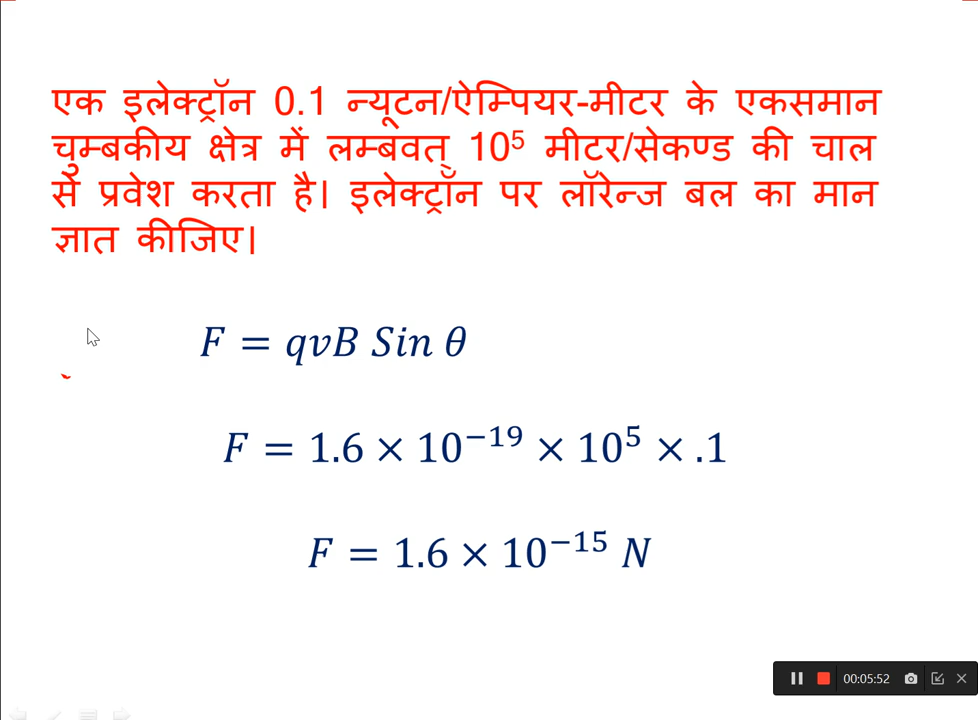 एक इलेक्ट्रॉन 0.1 न्यूटन/ऐम्पियर-मीटर के एकसमान
चुम्बकीय क्षेत्र में लम्बवत् 10⁵ मीटर/सेकण्ड की चाल
से प्रवेश करता है। इलेक्ट्रॉन पर लॉरेन्ज बल का मान
ज्ञात कीजिए।
F = qvB Sin θ
F = 1.6 × 10⁻¹⁹ × 10⁵ × .1
F = 1.6 × 10⁻¹⁵ N
00:05:52